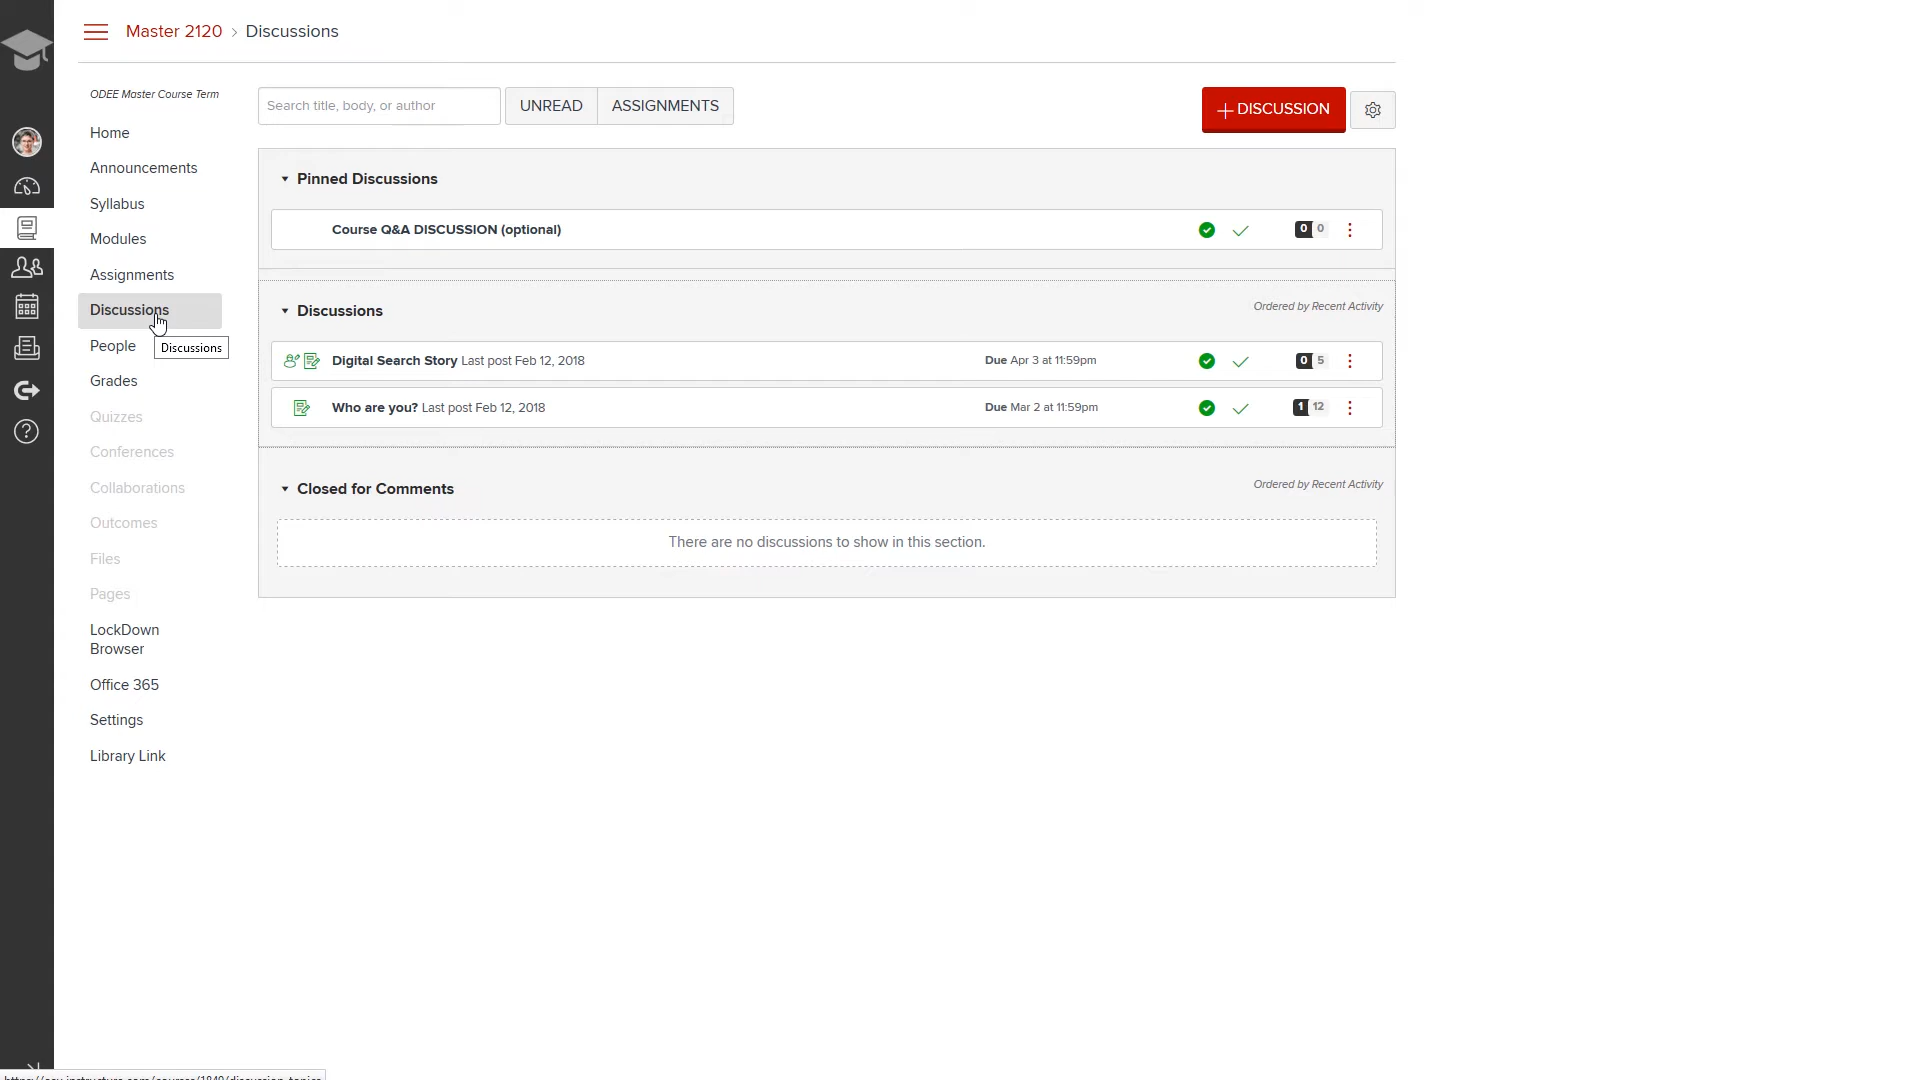 Master 2120 > Discussions
ODEE Master Course Term
Home
Announcements
Syllabus
Modules
Assignments
Discussions
People
Discussions
Grades
Quizzes
Conferences
Collaborations
Outcomes
Files
Pages
LockDown
Browser
Office 365
Settings
Library Link
Search title, body, or author
UNREAD
ASSIGNMENTS
+ DISCUSSION
Pinned Discussions
Course Q&A DISCUSSION (optional) 0 0
Discussions Ordered by Recent Activity
Digital Search Story Last post Feb 12, 2018 Due Apr 3 at 11:59pm 0 5
Who are you? Last post Feb 12, 2018 Due Mar 2 at 11:59pm 1 12
Closed for Comments Ordered by Recent Activity
There are no discussions to show in this section.